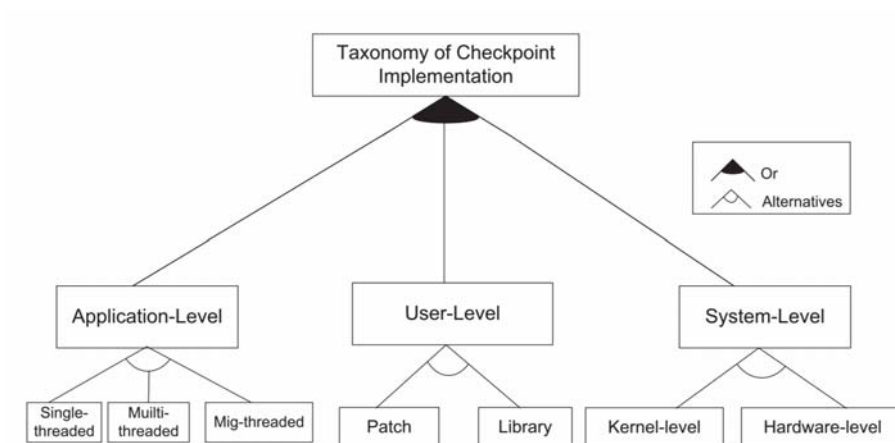 Taxonomy of Checkpoint
Implementation
Or
Alternatives
Application-Level
User-Level
System-Level
Single-
threaded
Muilti-
threaded
Mig-threaded
Patch
Library
Kernel-level
Hardware-level